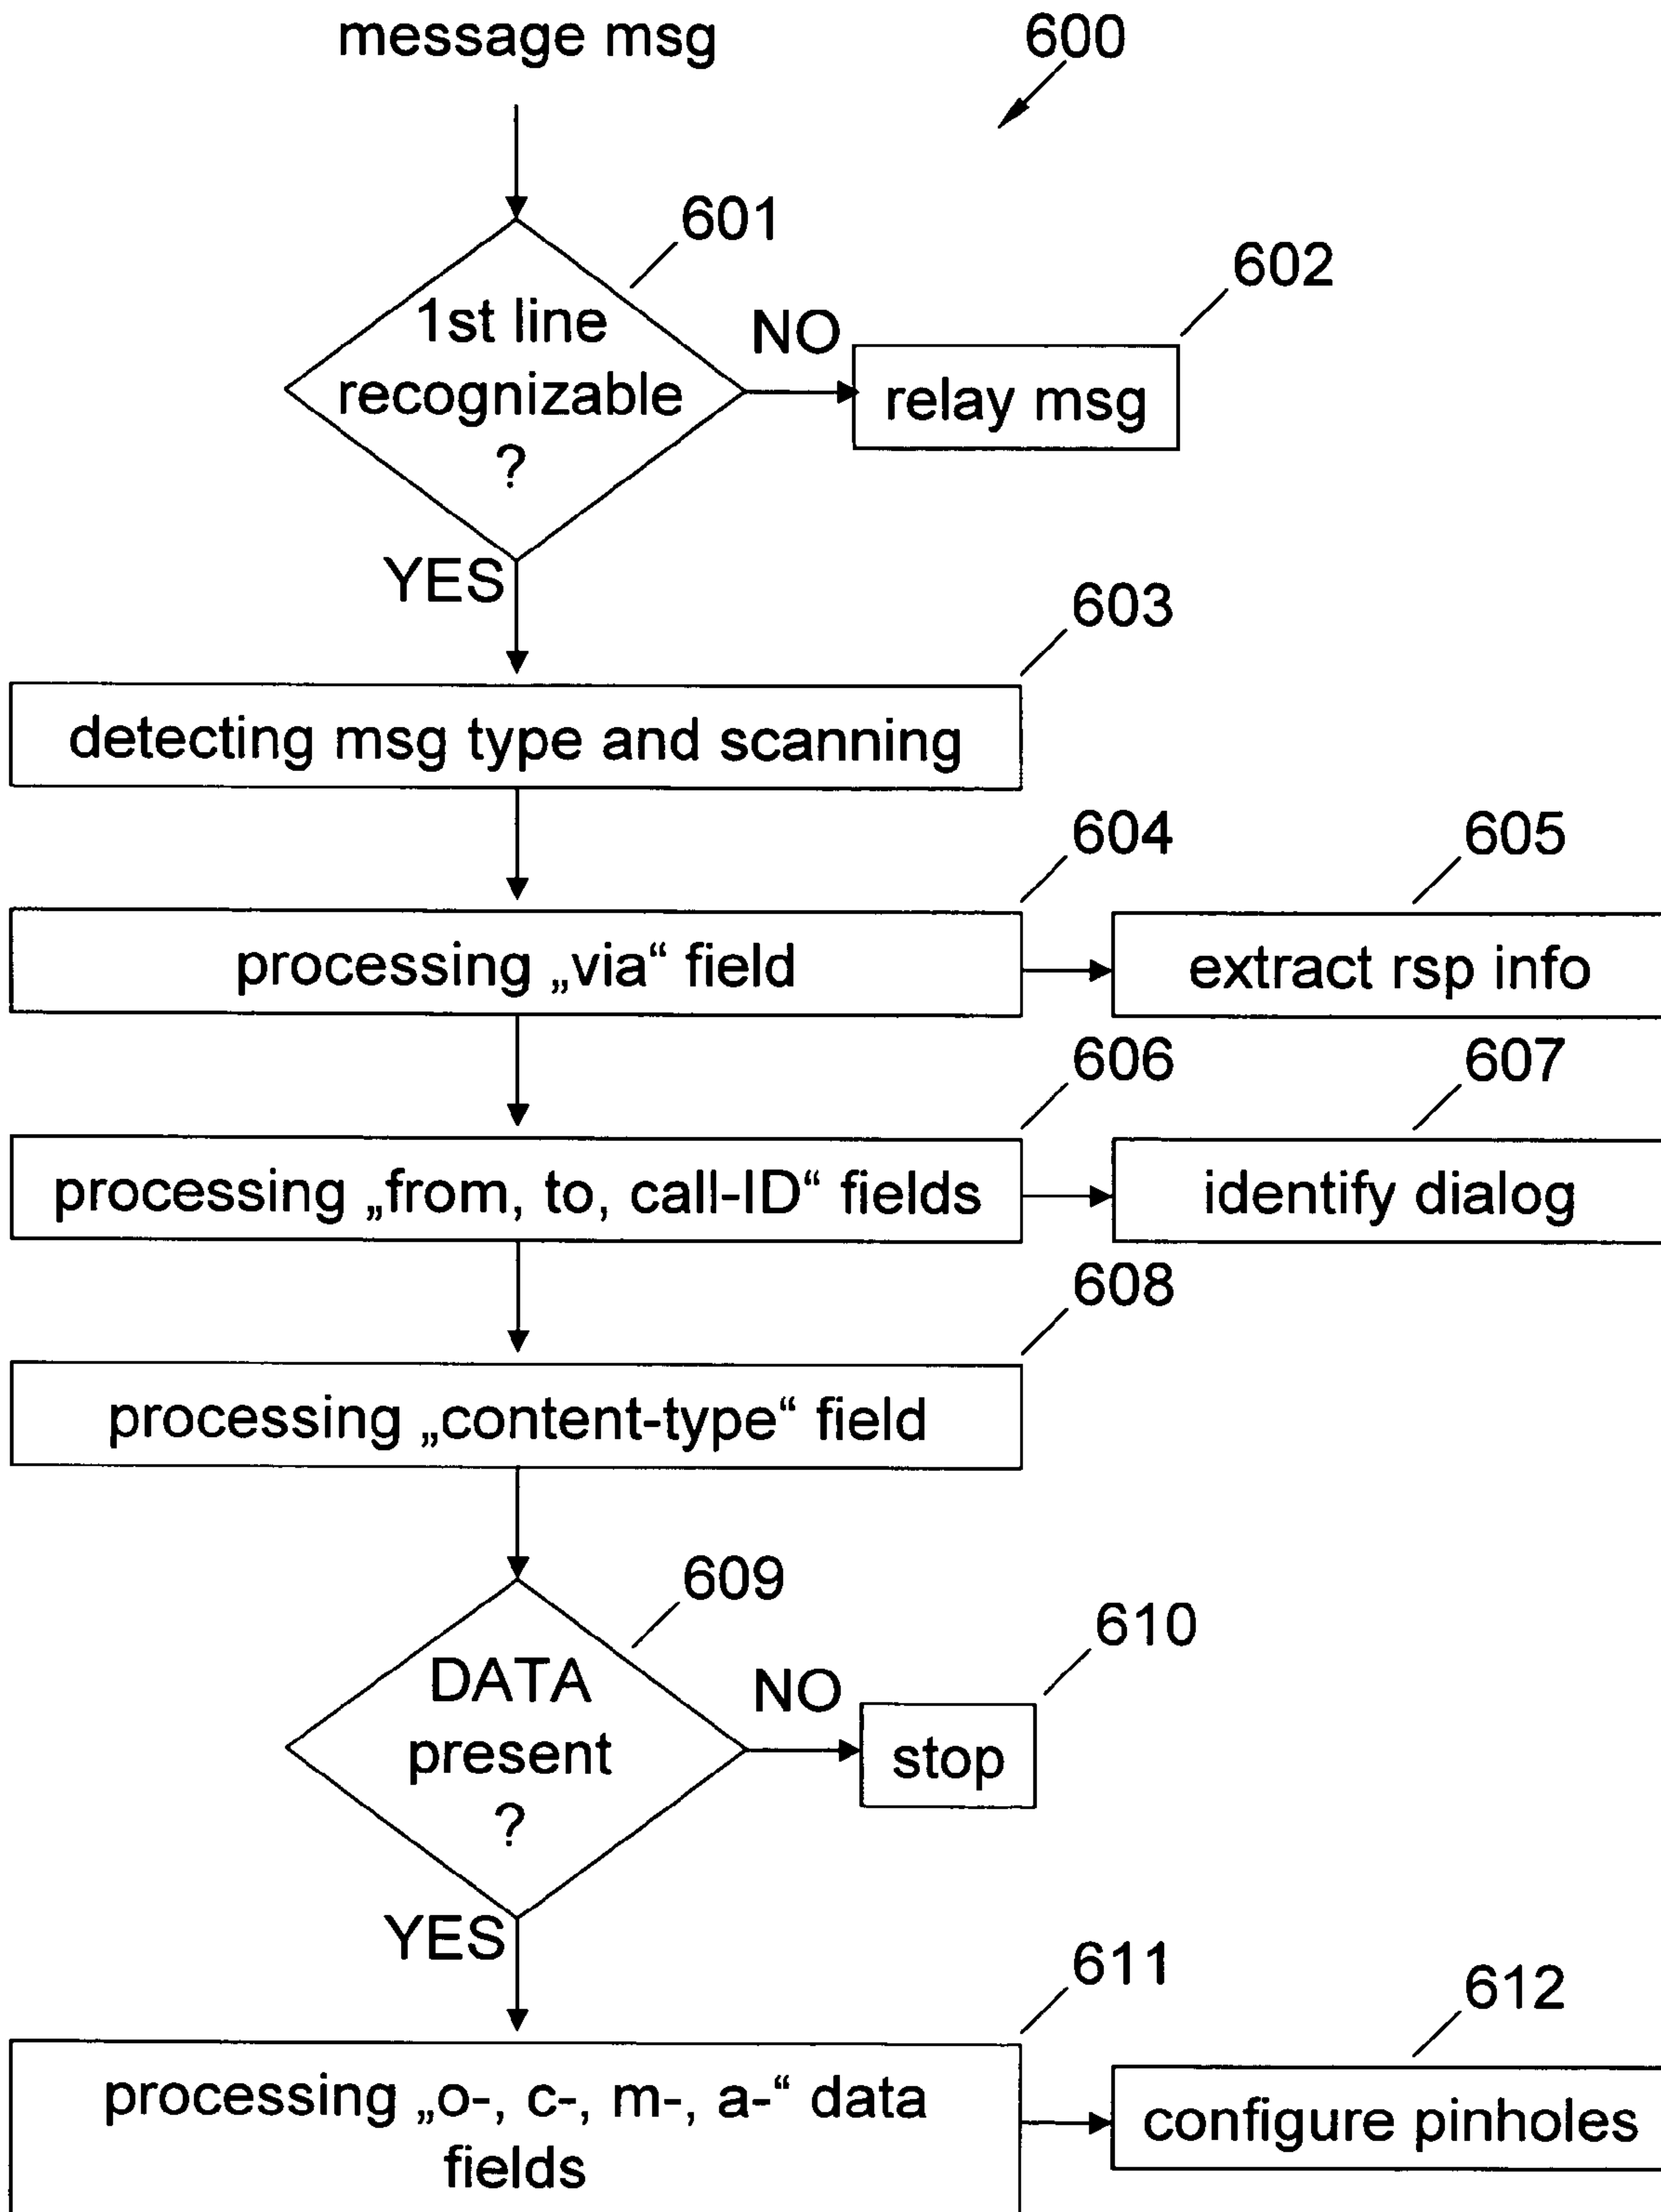 message msg
600
601
602
1st line
recognizable
?
NO
relay msg
YES
603
detecting msg type and scanning
604
605
processing „via“ field
extract rsp info
606
607
processing „from, to, call-ID“ fields
identify dialog
608
processing „content-type“ field
609
610
DATA
present
?
NO
stop
YES
611
612
processing „o-, c-, m-, a-“ data
fields
configure pinholes